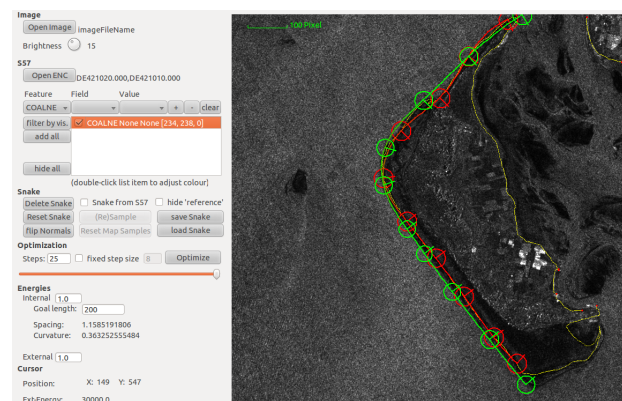 Image
Open Image imageFileName
Brightness 15
S57
Open ENC DE421020.000,DE421010.000
Feature Field Value
COALNE + - clear
filter by vis. COALNE None None [234, 238, 0]
add all
hide all
(double-click list item to adjust colour)
Snake
Delete Snake Snake from S57 hide 'reference'
Reset Snake (Re)Sample save Snake
flip Normals Reset Map Samples load Snake
Optimization
Steps: 25 fixed step size 8 Optimize
Energies
Internal 1.0
Goal length: 200
Spacing: 1.1585191806
Curvature: 0.363252555484
External 1.0
Cursor
Position: X: 149 Y: 547
Ext-Energy: 30000.0
100 Pixel